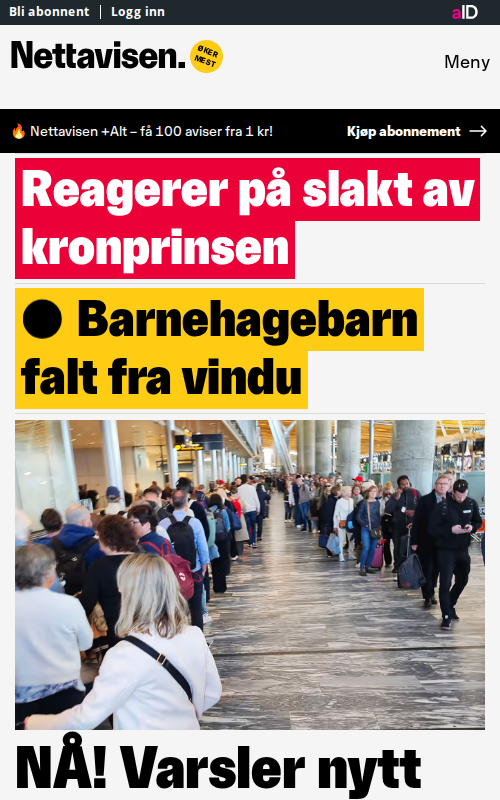 Bli abonnent Logg inn aID
Nettavisen. ØKER MEST
Meny
🔥 Nettavisen +Alt – få 100 aviser fra 1 kr! Kjøp abonnement →
Reagerer på slakt av
kronprinsen
● Barnehagebarn
falt fra vindu
NÅ! Varsler nytt